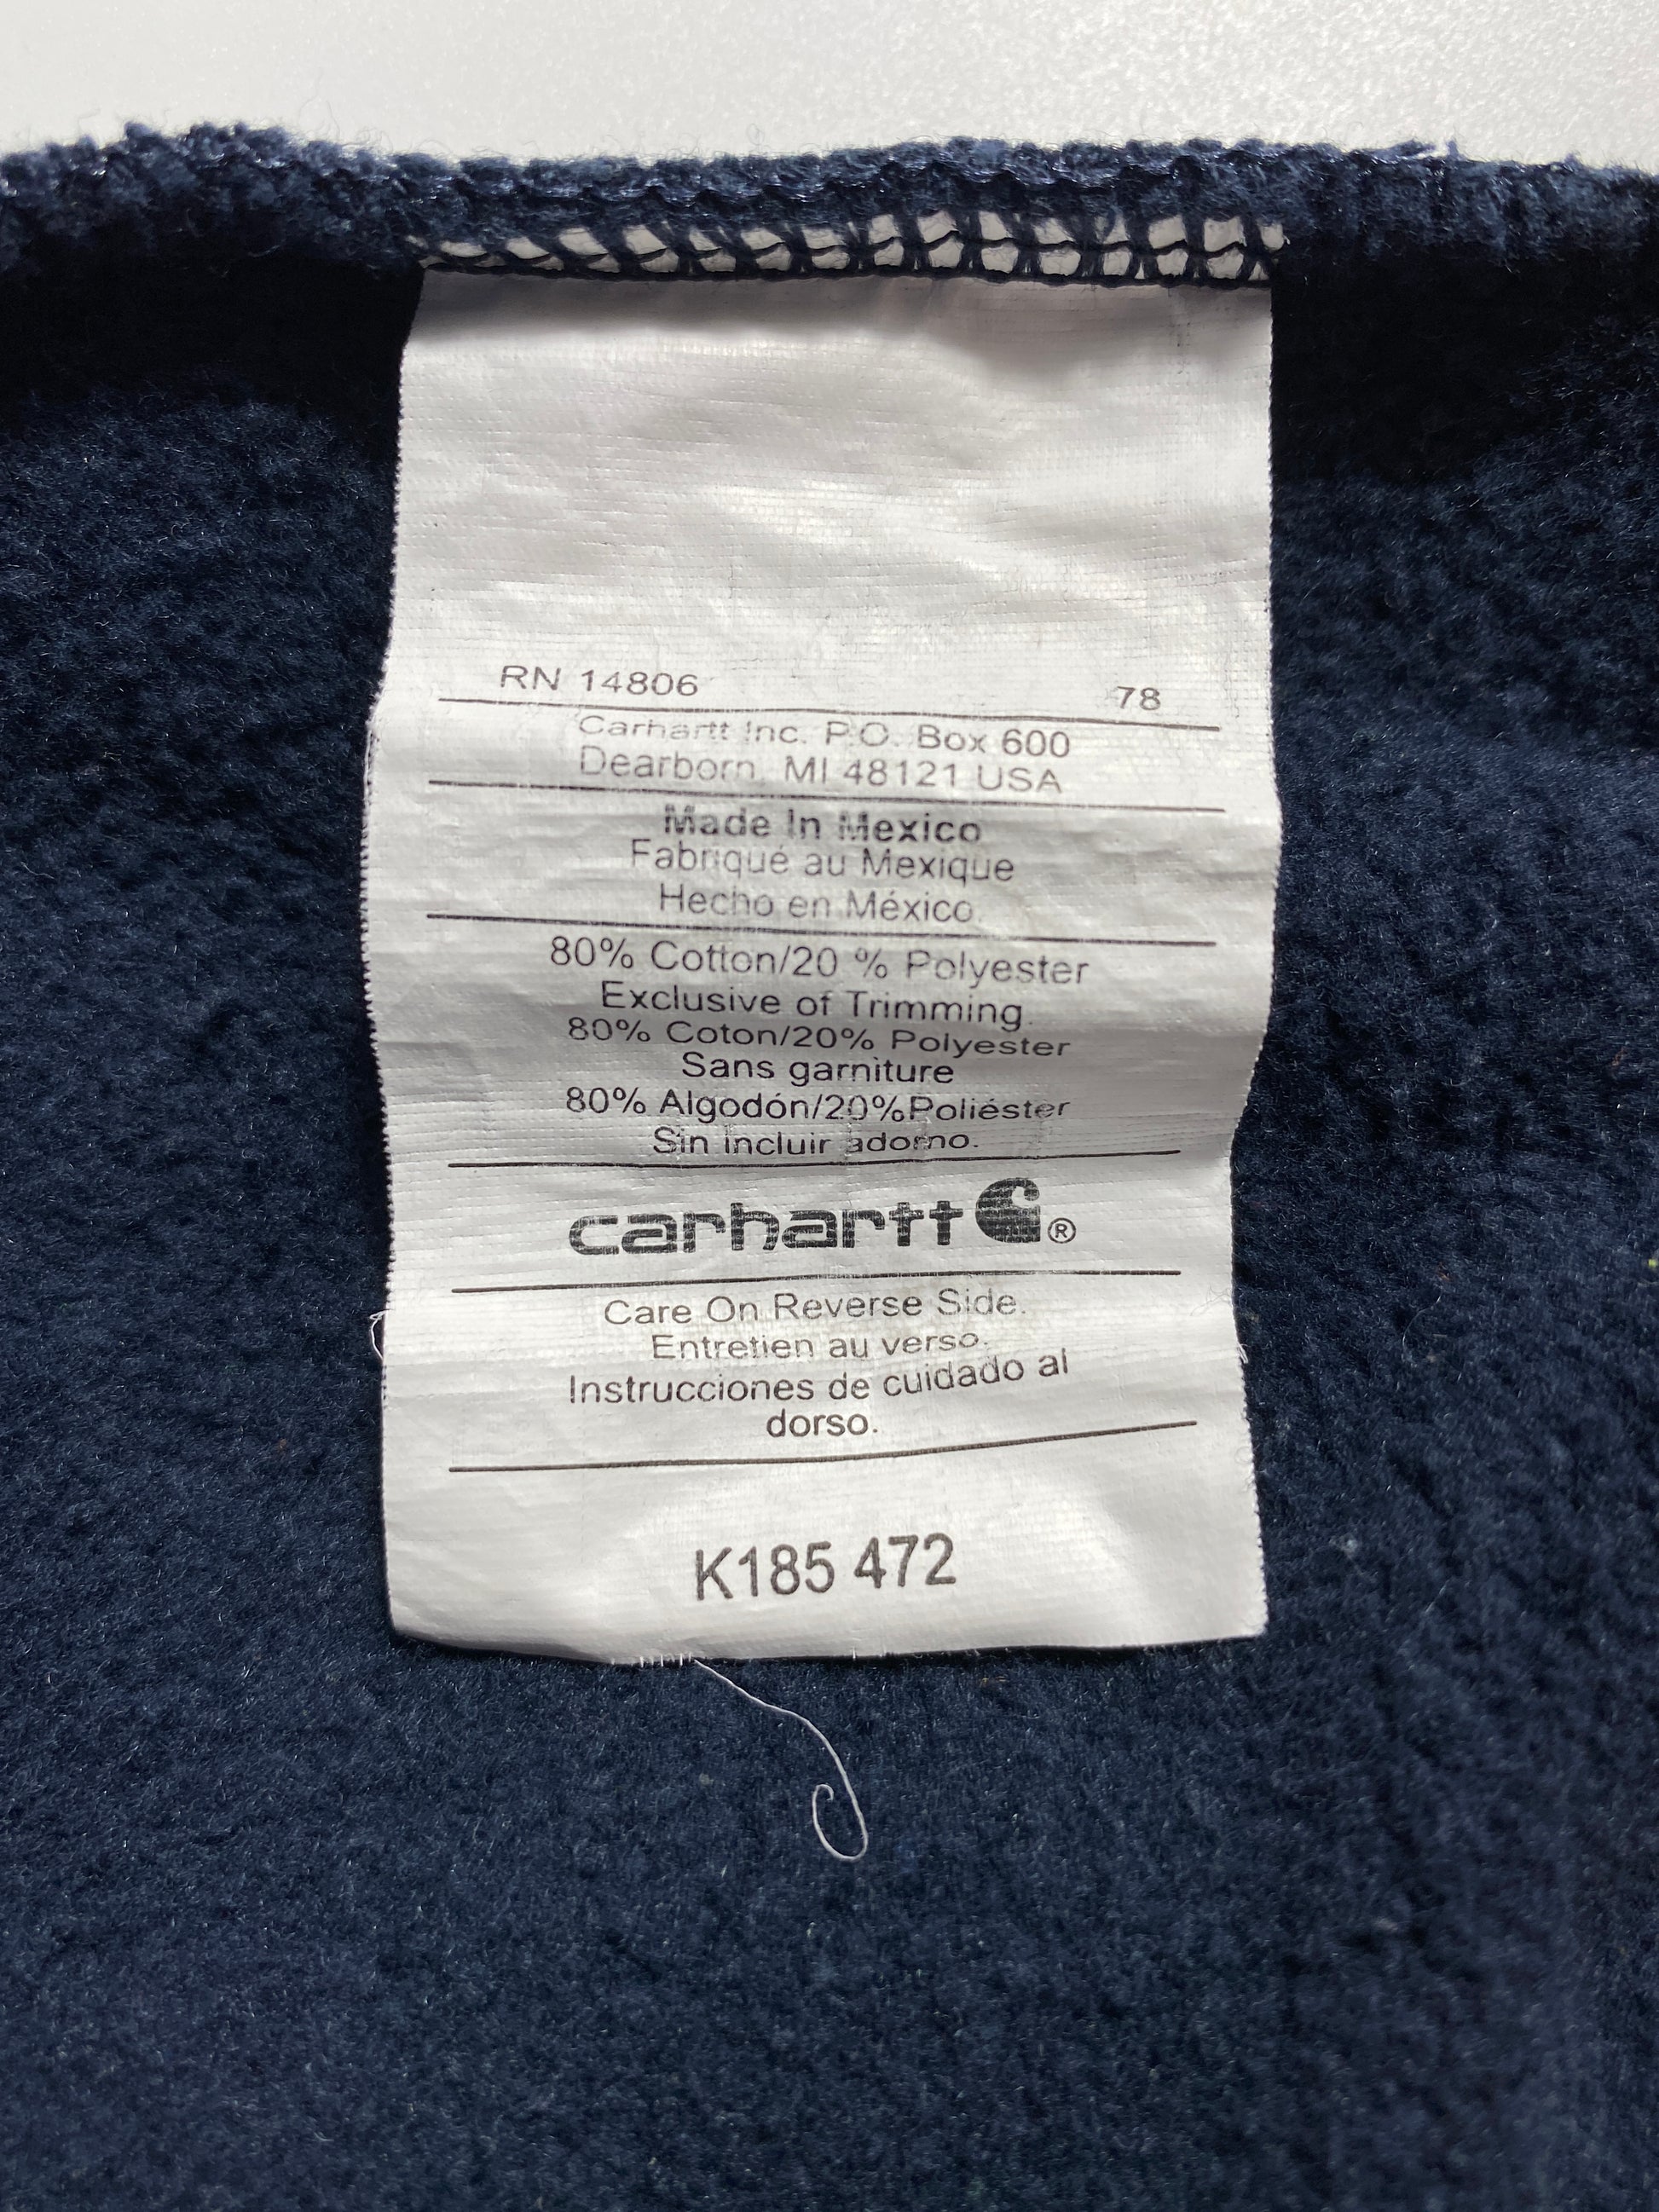 RN 14806 78
Carhartt Inc. P.O. Box 600
Dearborn, MI 48121 USA
Made In Mexico
Fabriqué au Mexique
Hecho en México.
80% Cotton/20 % Polyester
Exclusive of Trimming.
80% Coton/20% Polyester
Sans garniture
80% Algodón/20%Poliéster
Sin incluir adorno.
carhartt ®
Care On Reverse Side.
Entretien au verso.
Instrucciones de cuidado al
dorso.
K185 472